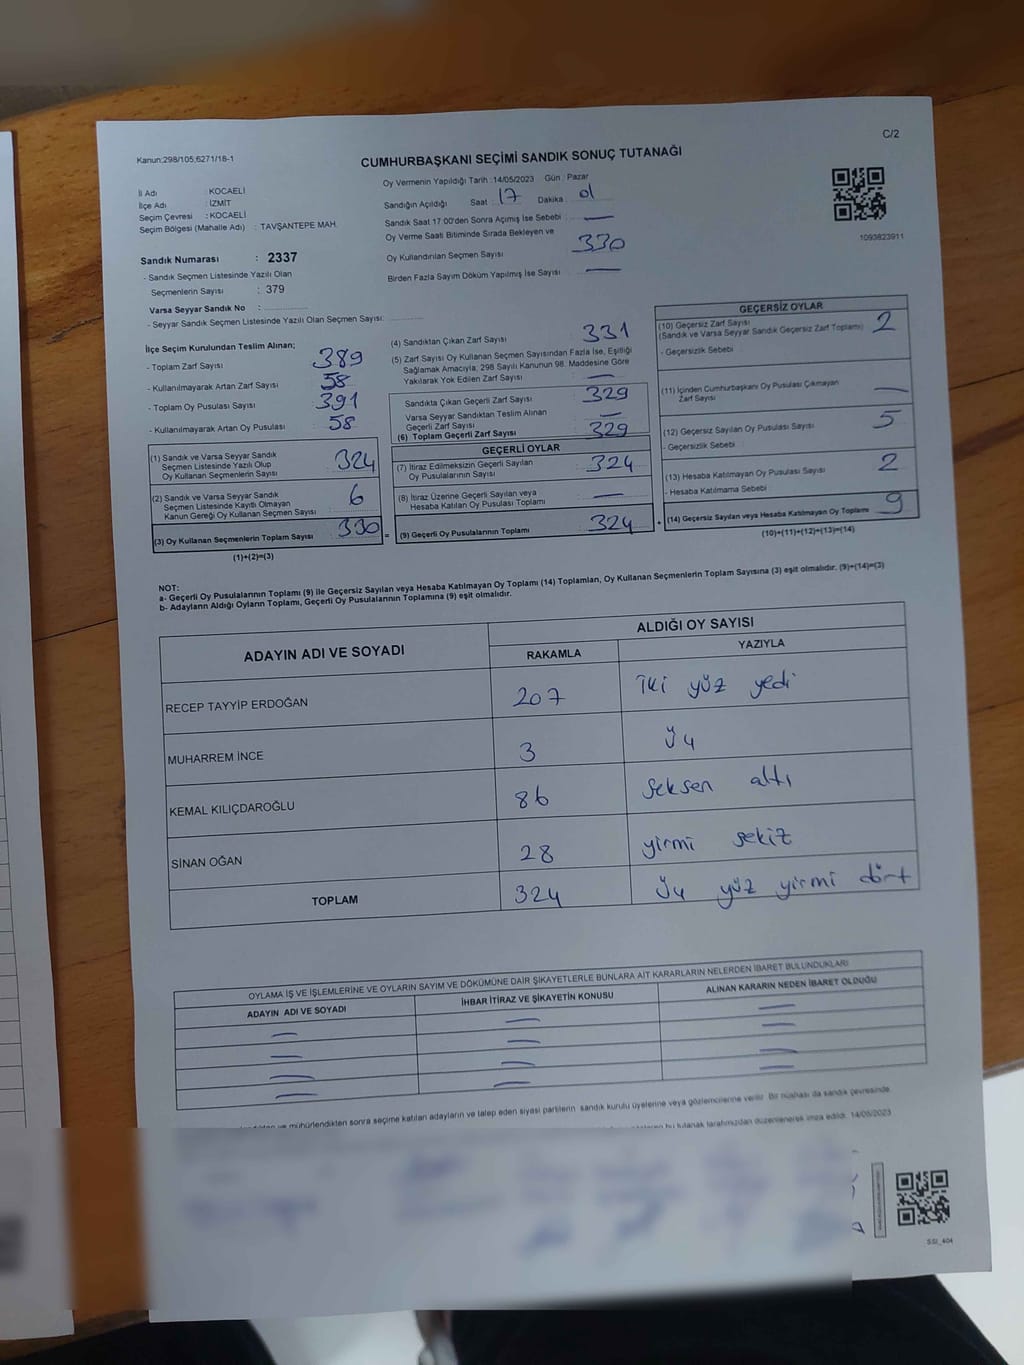 C/2
Kanun:298/105;6271/18-1
CUMHURBAŞKANI SEÇİMİ SANDIK SONUÇ TUTANAĞI
Oy Vermenin Yapıldığı Tarih :14/05/2023 Gün : Pazar
İl Adı : KOCAELİ
İlçe Adı : İZMİT
Seçim Çevresi : KOCAELİ
Seçim Bölgesi (Mahalle Adı) : TAVŞANTEPE MAH.
Sandığın Açıldığı Saat : 17 Dakika : 01
Sandık Saat 17:00'den Sonra Açımış İse Sebebi : —
Oy Verme Saati Bitiminde Sırada Bekleyen ve
Oy Kullandırılan Seçmen Sayısı : 330
Birden Fazla Sayım Döküm Yapılmış İse Sayısı : —
1093823911
Sandık Numarası : 2337
- Sandık Seçmen Listesinde Yazılı Olan
Seçmenlerin Sayısı : 379
Varsa Seyyar Sandık No :
- Seyyar Sandık Seçmen Listesinde Yazılı Olan Seçmen Sayısı:
İlçe Seçim Kurulundan Teslim Alınan;
- Toplam Zarf Sayısı : 389
- Kullanılmayarak Artan Zarf Sayısı : 58
- Toplam Oy Pusulası Sayısı : 391
- Kullanılmayarak Artan Oy Pusulası : 58
(1) Sandık ve Varsa Seyyar Sandık
Seçmen Listesinde Yazılı Olup
Oy Kullanan Seçmenlerin Sayısı : 324
(2) Sandık ve Varsa Seyyar Sandık
Seçmen Listesinde Kayıtlı Olmayan
Kanun Gereği Oy Kullanan Seçmen Sayısı : 6
(3) Oy Kullanan Seçmenlerin Toplam Sayısı : 330
(1)+(2)=(3)
(4) Sandıktan Çıkan Zarf Sayısı : 331
(5) Zarf Sayısı Oy Kullanan Seçmen Sayısından Fazla İse, Eşitliği
Sağlamak Amacıyla, 298 Sayılı Kanunun 98. Maddesine Göre
Yakılarak Yok Edilen Zarf Sayısı : —
Sandıkta Çıkan Geçerli Zarf Sayısı : 329
Varsa Seyyar Sandıktan Teslim Alınan
Geçerli Zarf Sayısı : —
(6) Toplam Geçerli Zarf Sayısı : 329
GEÇERLİ OYLAR
(7) İtiraz Edilmeksizin Geçerli Sayılan
Oy Pusulalarının Sayısı : 324
(8) İtiraz Üzerine Geçerli Sayılan veya
Hesaba Katılan Oy Pusulası Toplamı : —
(9) Geçerli Oy Pusulalarının Toplamı : 324
GEÇERSİZ OYLAR
(10) Geçersiz Zarf Sayısı : 2
(Sandık ve Varsa Seyyar Sandık Geçersiz Zarf Toplamı)
- Geçersizlik Sebebi :
(11) İçinden Cumhurbaşkanı Oy Pusulası Çıkmayan
Zarf Sayısı : —
(12) Geçersiz Sayılan Oy Pusulası Sayısı : 5
- Geçersizlik Sebebi :
(13) Hesaba Katılmayan Oy Pusulası Sayısı : 2
- Hesaba Katılmama Sebebi :
(14) Geçersiz Sayılan veya Hesaba Katılmayan Oy Toplamı : 9
(10)+(11)+(12)+(13)=(14)
NOT:
a- Geçerli Oy Pusulalarının Toplamı (9) ile Geçersiz Sayılan veya Hesaba Katılmayan Oy Toplamı (14) Toplamları, Oy Kullanan Seçmenlerin Toplam Sayısına (3) eşit olmalıdır. (9)+(14)=(3)
b- Adayların Aldığı Oyların Toplamı, Geçerli Oy Pusulalarının Toplamına (9) eşit olmalıdır.
ADAYIN ADI VE SOYADI
ALDIĞI OY SAYISI
RAKAMLA YAZIYLA
RECEP TAYYİP ERDOĞAN 207 iki yüz yedi
MUHARREM İNCE 3 üç
KEMAL KILIÇDAROĞLU 86 seksen altı
SİNAN OĞAN 28 yirmi sekiz
TOPLAM 324 üç yüz yirmi dört
OYLAMA İŞ VE İŞLEMLERİNE VE OYLARIN SAYIM VE DÖKÜMÜNE DAİR ŞİKAYETLERLE BUNLARA AİT KARARLARIN NELERDEN İBARET BULUNDUKLARI
ADAYIN ADI VE SOYADI İHBAR İTİRAZ VE ŞİKAYETİN KONUSU ALINAN KARARIN NEDEN İBARET OLDUĞU
— — —
— — —
— — —
— — —
ve mühürlendikten sonra seçime katılan adayların ve talep eden siyasi partilerin sandık kurulu üyelerine veya gözlemcilerine verilir. Bir nüshası da sandık çevresinde
bu tutanak tarafımızdan düzenlenerek imza edildi. 14/05/2023
SSI_404